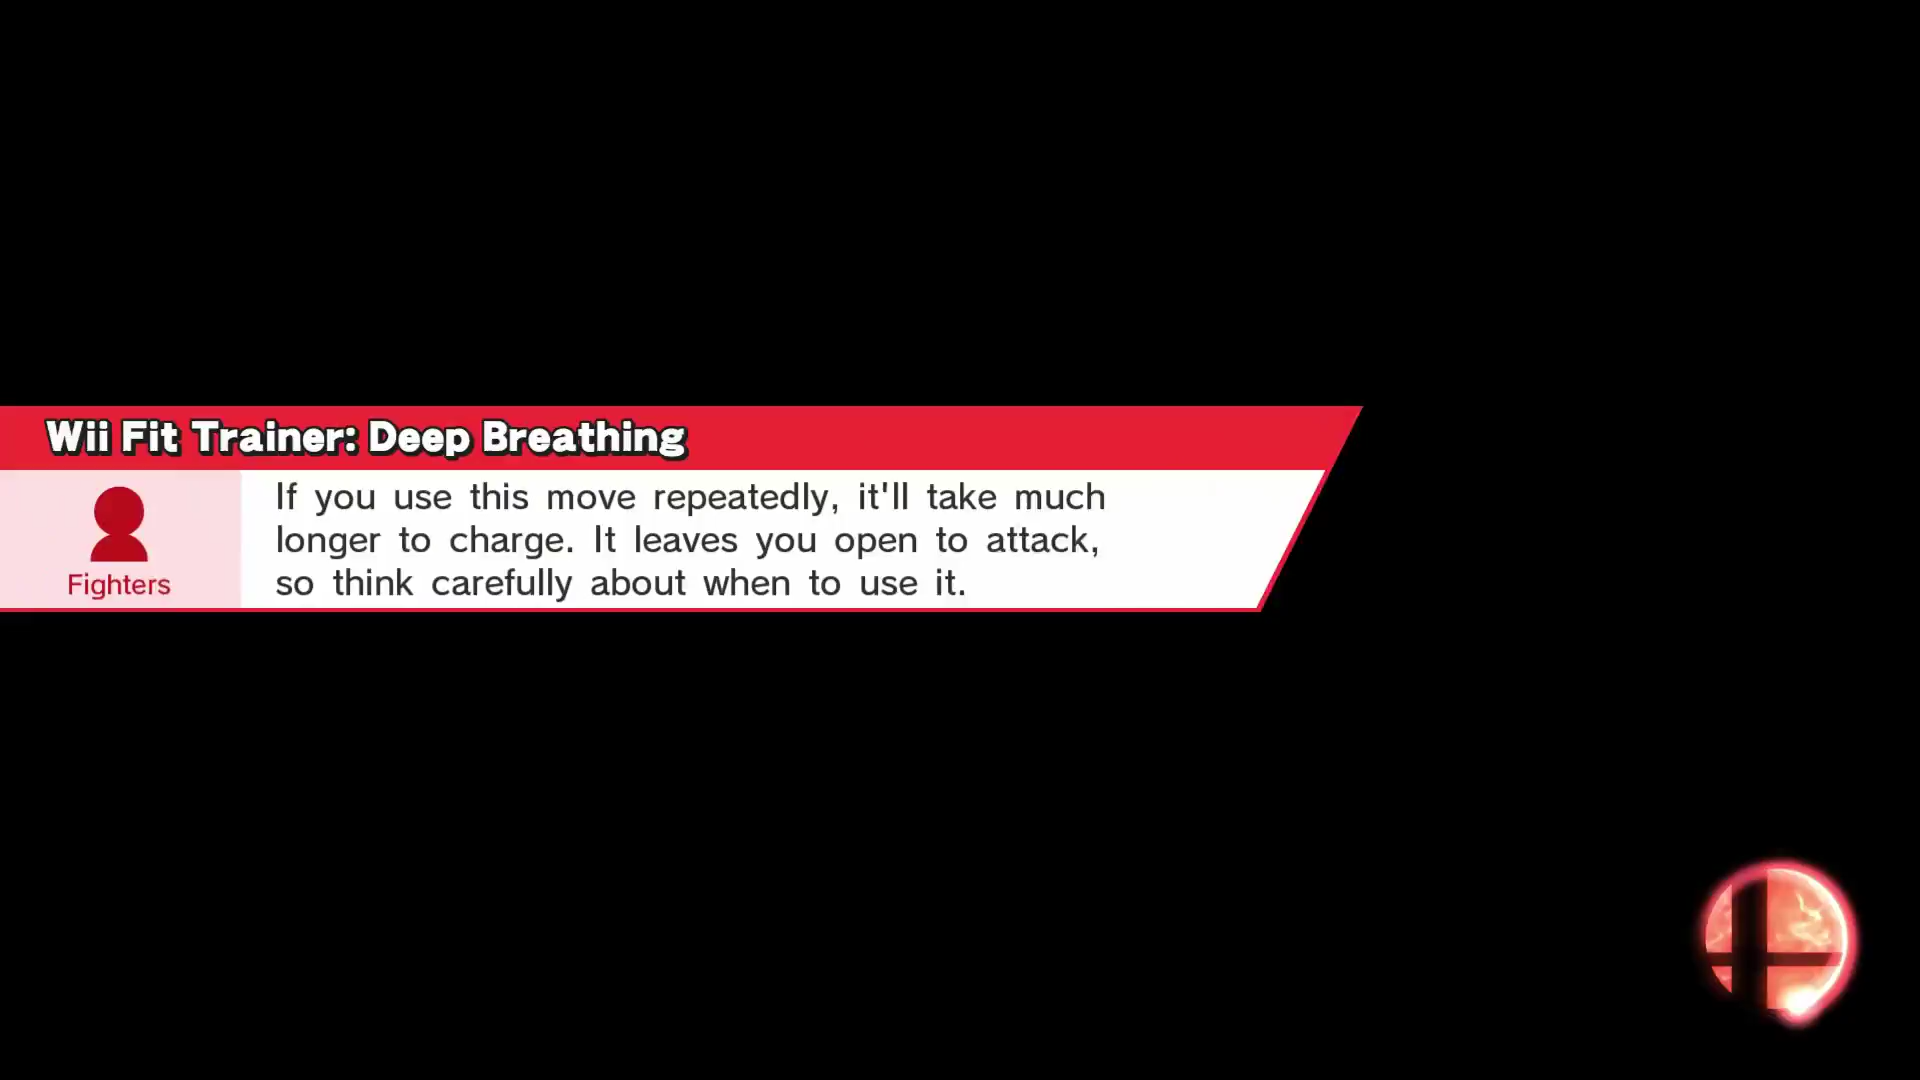 Wii Fit Trainer: Deep Breathing
If you use this move repeatedly, it'll take much
longer to charge. It leaves you open to attack,
so think carefully about when to use it.
Fighters